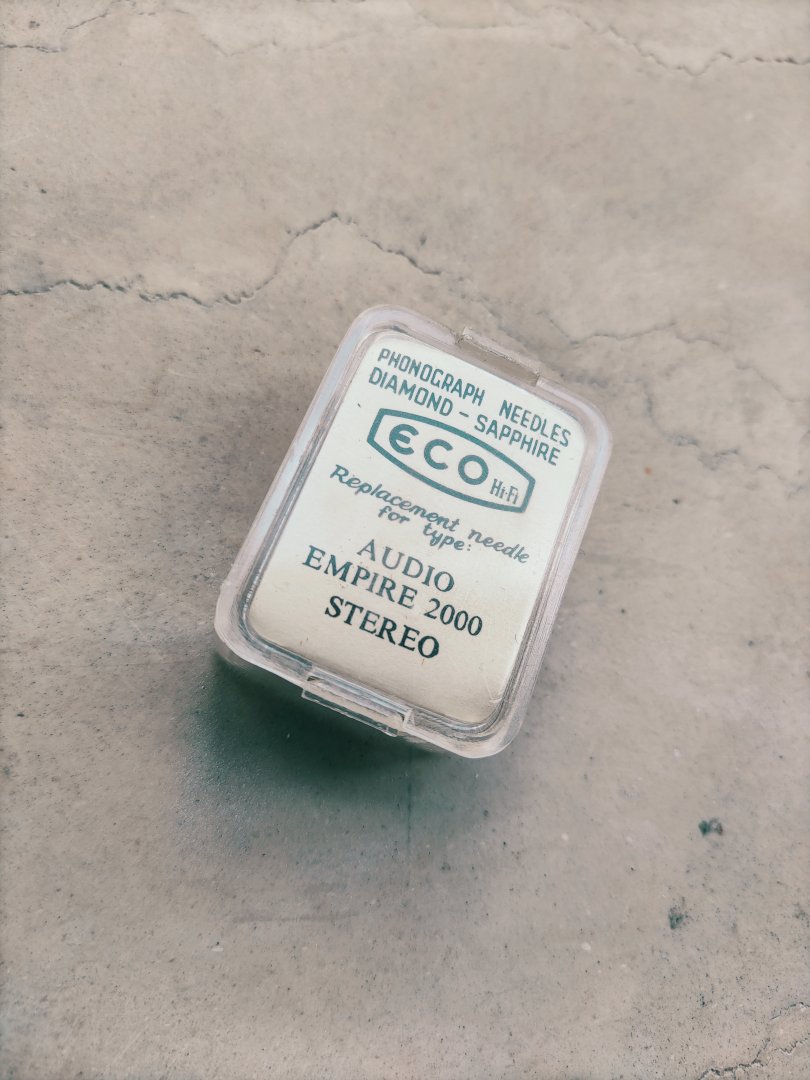 PHONOGRAPH NEEDLES
DIAMOND - SAPPHIRE
ECO Hi-Fi
Replacement needle
for type:
AUDIO
EMPIRE 2000
STEREO